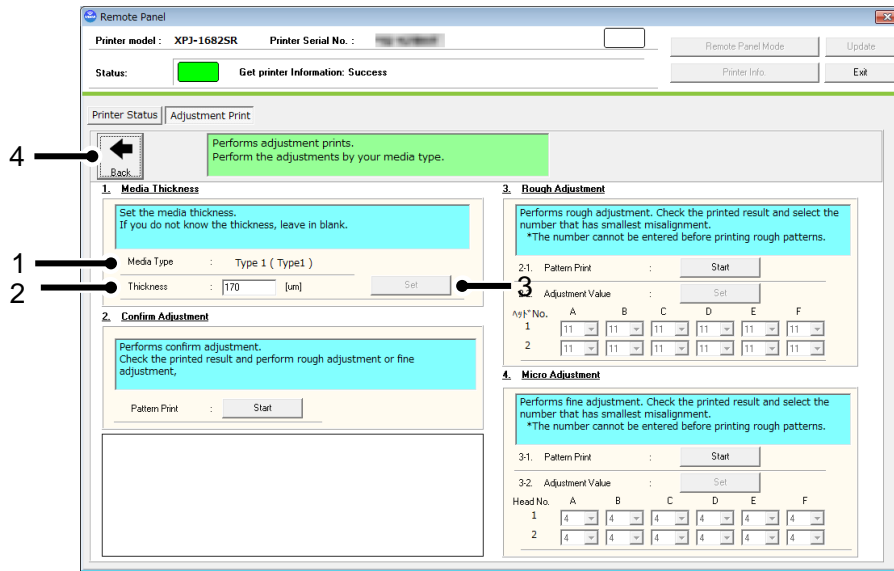 Remote Panel
Printer model : XPJ-1682SR Printer Serial No. :
Remote Panel Mode Update
Status: Get printer Information: Success
Printer Info. Exit
Printer Status Adjustment Print
4
Back
Performs adjustment prints.
Perform the adjustments by your media type.
1. Media Thickness
Set the media thickness.
If you do not know the thickness, leave in blank.
1
Media Type : Type 1 ( Type1 )
2
Thickness : 170 [um] Set
3
2. Confirm Adjustment
Performs confirm adjustment.
Check the printed result and perform rough adjustment or fine
adjustment,
Pattern Print : Start
3. Rough Adjustment
Performs rough adjustment. Check the printed result and select the
number that has smallest misalignment.
*The number cannot be entered before printing rough patterns.
2-1. Pattern Print : Start
2-2. Adjustment Value : Set
ヘッド No. A B C D E F
1 11 11 11 11 11 11
2 11 11 11 11 11 11
4. Micro Adjustment
Performs fine adjustment. Check the printed result and select the
number that has smallest misalignment.
*The number cannot be entered before printing rough patterns.
3-1. Pattern Print : Start
3-2. Adjustment Value : Set
Head No. A B C D E F
1 4 4 4 4 4 4
2 4 4 4 4 4 4